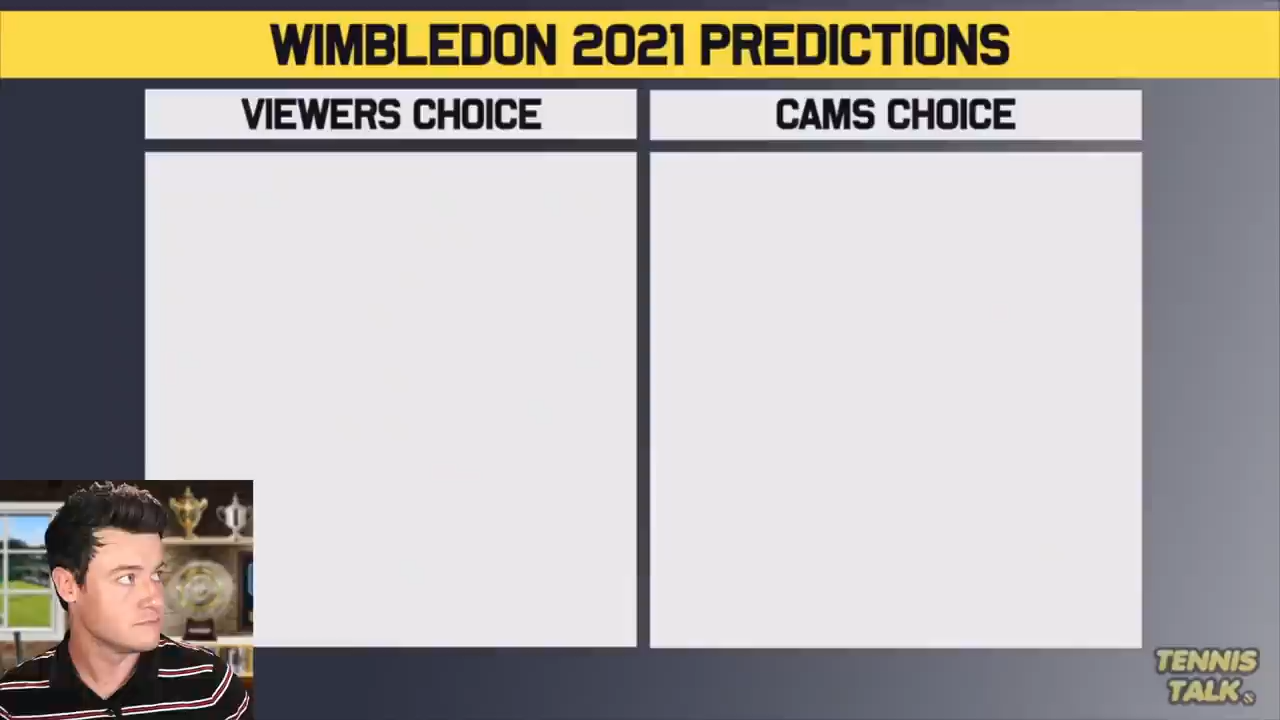 WIMBLEDON 2021 PREDICTIONS
VIEWERS CHOICE
CAMS CHOICE
TENNIS
TALK